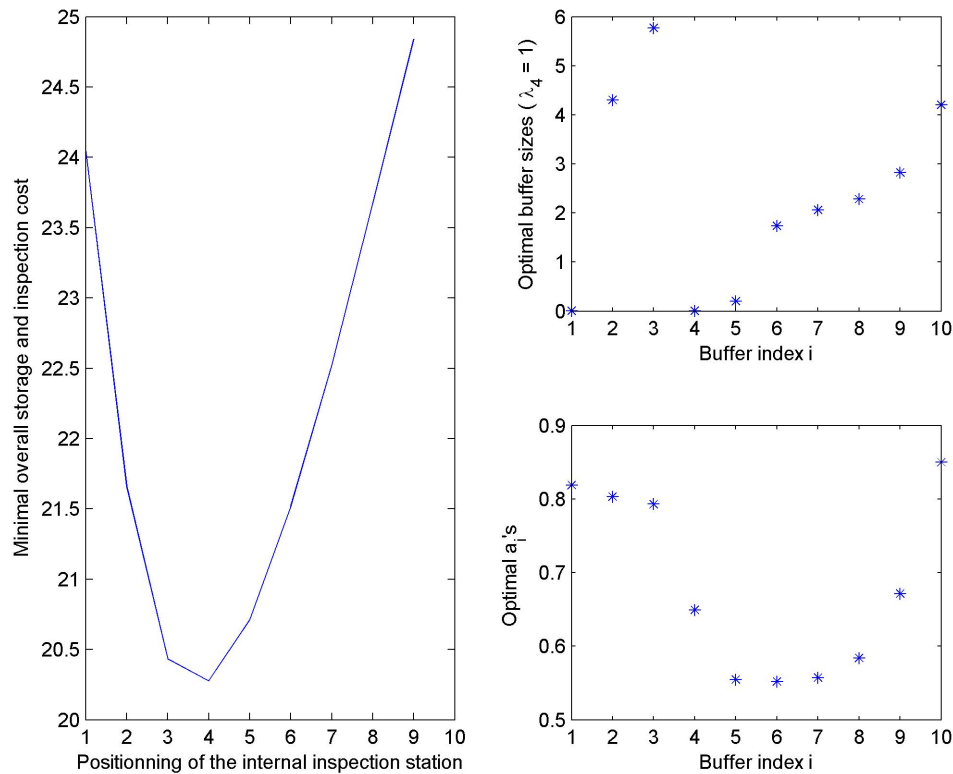 25
24.5
24
23.5
23
22.5
22
21.5
21
20.5
20
1 2 3 4 5 6 7 8 9 10
Minimal overall storage and inspection cost
Positionning of the internal inspection station
6
5
4
3
2
1
0
1 2 3 4 5 6 7 8 9 10
Optimal buffer sizes ( λ_4 = 1)
Buffer index i
0.9
0.8
0.7
0.6
0.5
1 2 3 4 5 6 7 8 9 10
Optimal a_i's
Buffer index i